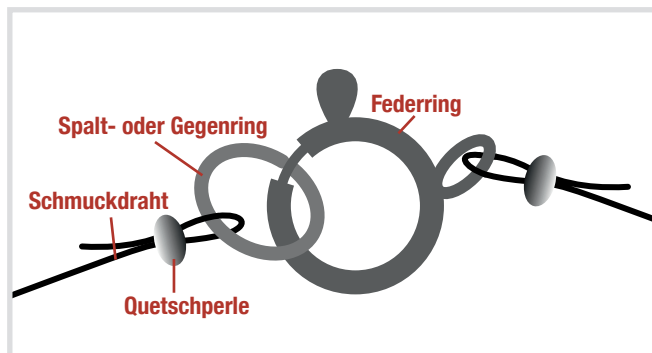 Federring
Spalt- oder Gegenring
Schmuckdraht
Quetschperle